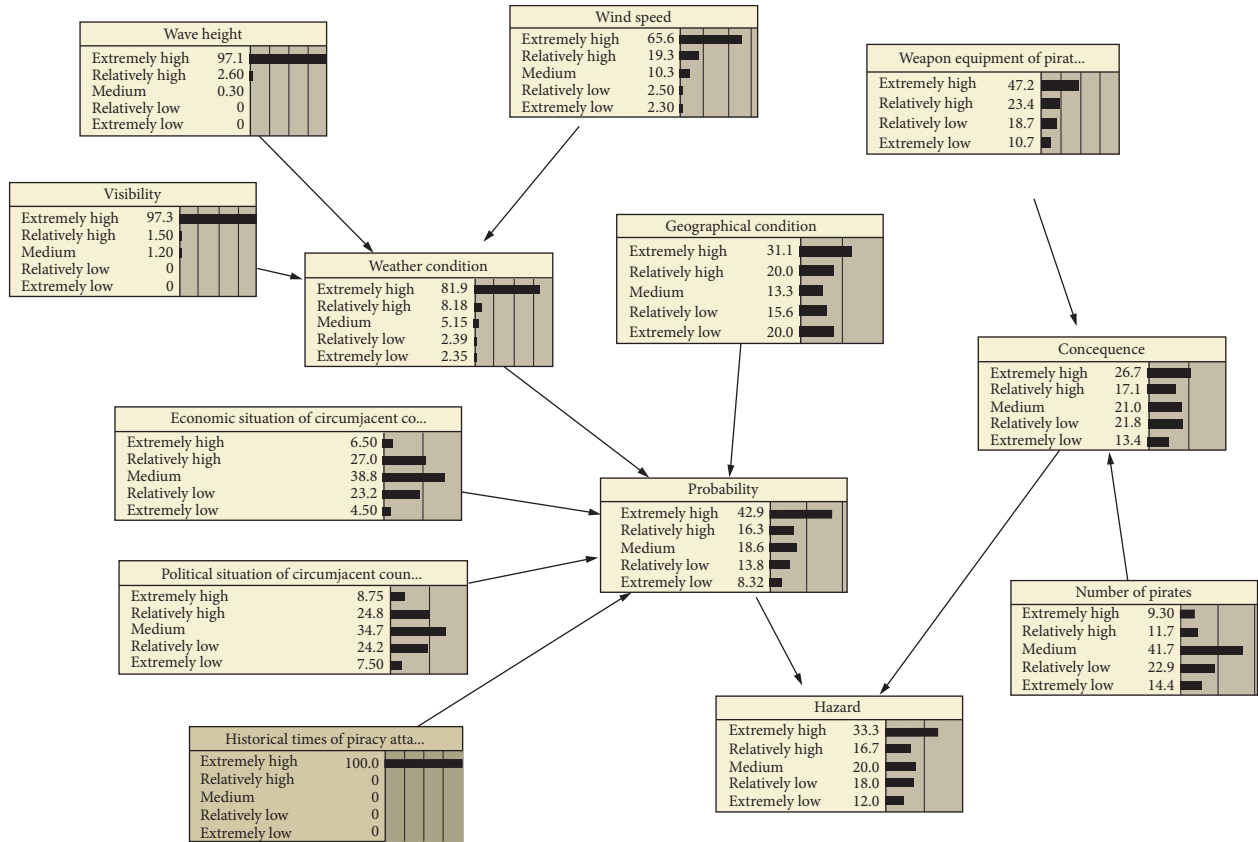 Wave height
Extremely high 97.1
Relatively high 2.60
Medium 0.30
Relatively low 0
Extremely low 0
Wind speed
Extremely high 65.6
Relatively high 19.3
Medium 10.3
Relatively low 2.50
Extremely low 2.30
Weapon equipment of pirat...
Extremely high 47.2
Relatively high 23.4
Relatively low 18.7
Extremely low 10.7
Visibility
Extremely high 97.3
Relatively high 1.50
Medium 1.20
Relatively low 0
Extremely low 0
Weather condition
Extremely high 81.9
Relatively high 8.18
Medium 5.15
Relatively low 2.39
Extremely low 2.35
Geographical condition
Extremely high 31.1
Relatively high 20.0
Medium 13.3
Relatively low 15.6
Extremely low 20.0
Concequence
Extremely high 26.7
Relatively high 17.1
Medium 21.0
Relatively low 21.8
Extremely low 13.4
Economic situation of circumjacent co...
Extremely high 6.50
Relatively high 27.0
Medium 38.8
Relatively low 23.2
Extremely low 4.50
Probability
Extremely high 42.9
Relatively high 16.3
Medium 18.6
Relatively low 13.8
Extremely low 8.32
Political situation of circumjacent coun...
Extremely high 8.75
Relatively high 24.8
Medium 34.7
Relatively low 24.2
Extremely low 7.50
Number of pirates
Extremely high 9.30
Relatively high 11.7
Medium 41.7
Relatively low 22.9
Extremely low 14.4
Historical times of piracy atta...
Extremely high 100.0
Relatively high 0
Medium 0
Relatively low 0
Extremely low 0
Hazard
Extremely high 33.3
Relatively high 16.7
Medium 20.0
Relatively low 18.0
Extremely low 12.0